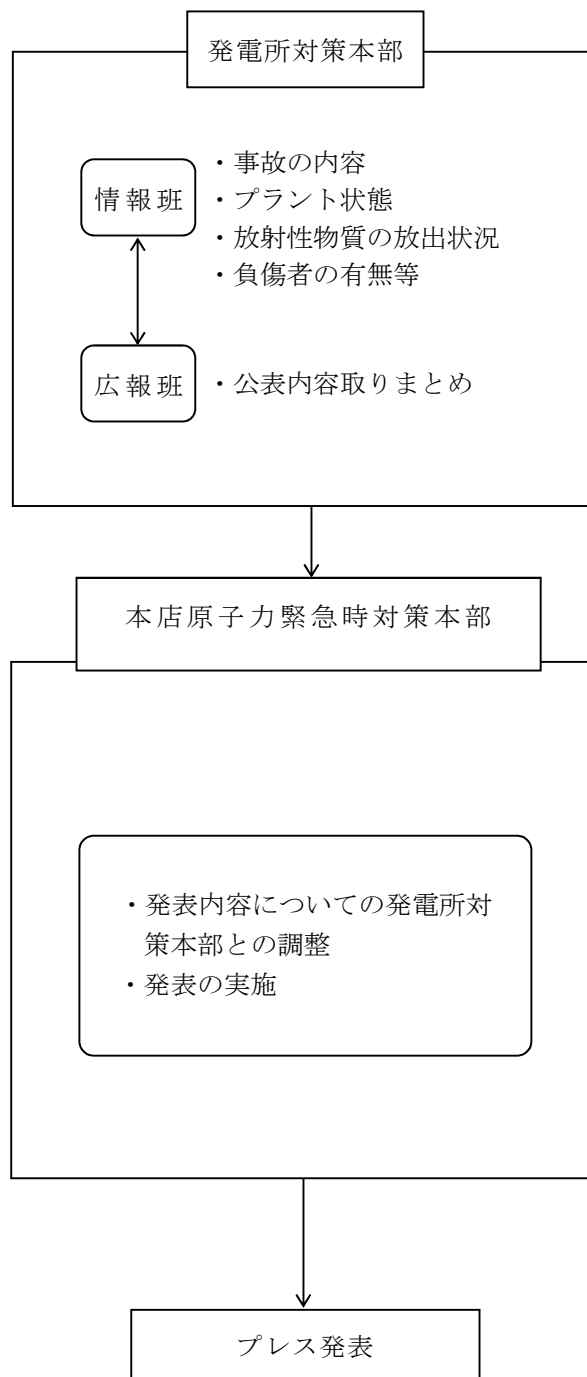 発電所対策本部
情報班
・事故の内容
・プラント状態
・放射性物質の放出状況
・負傷者の有無等
広報班
・公表内容取りまとめ
本店原子力緊急時対策本部
・発表内容についての発電所対
策本部との調整
・発表の実施
プレス発表